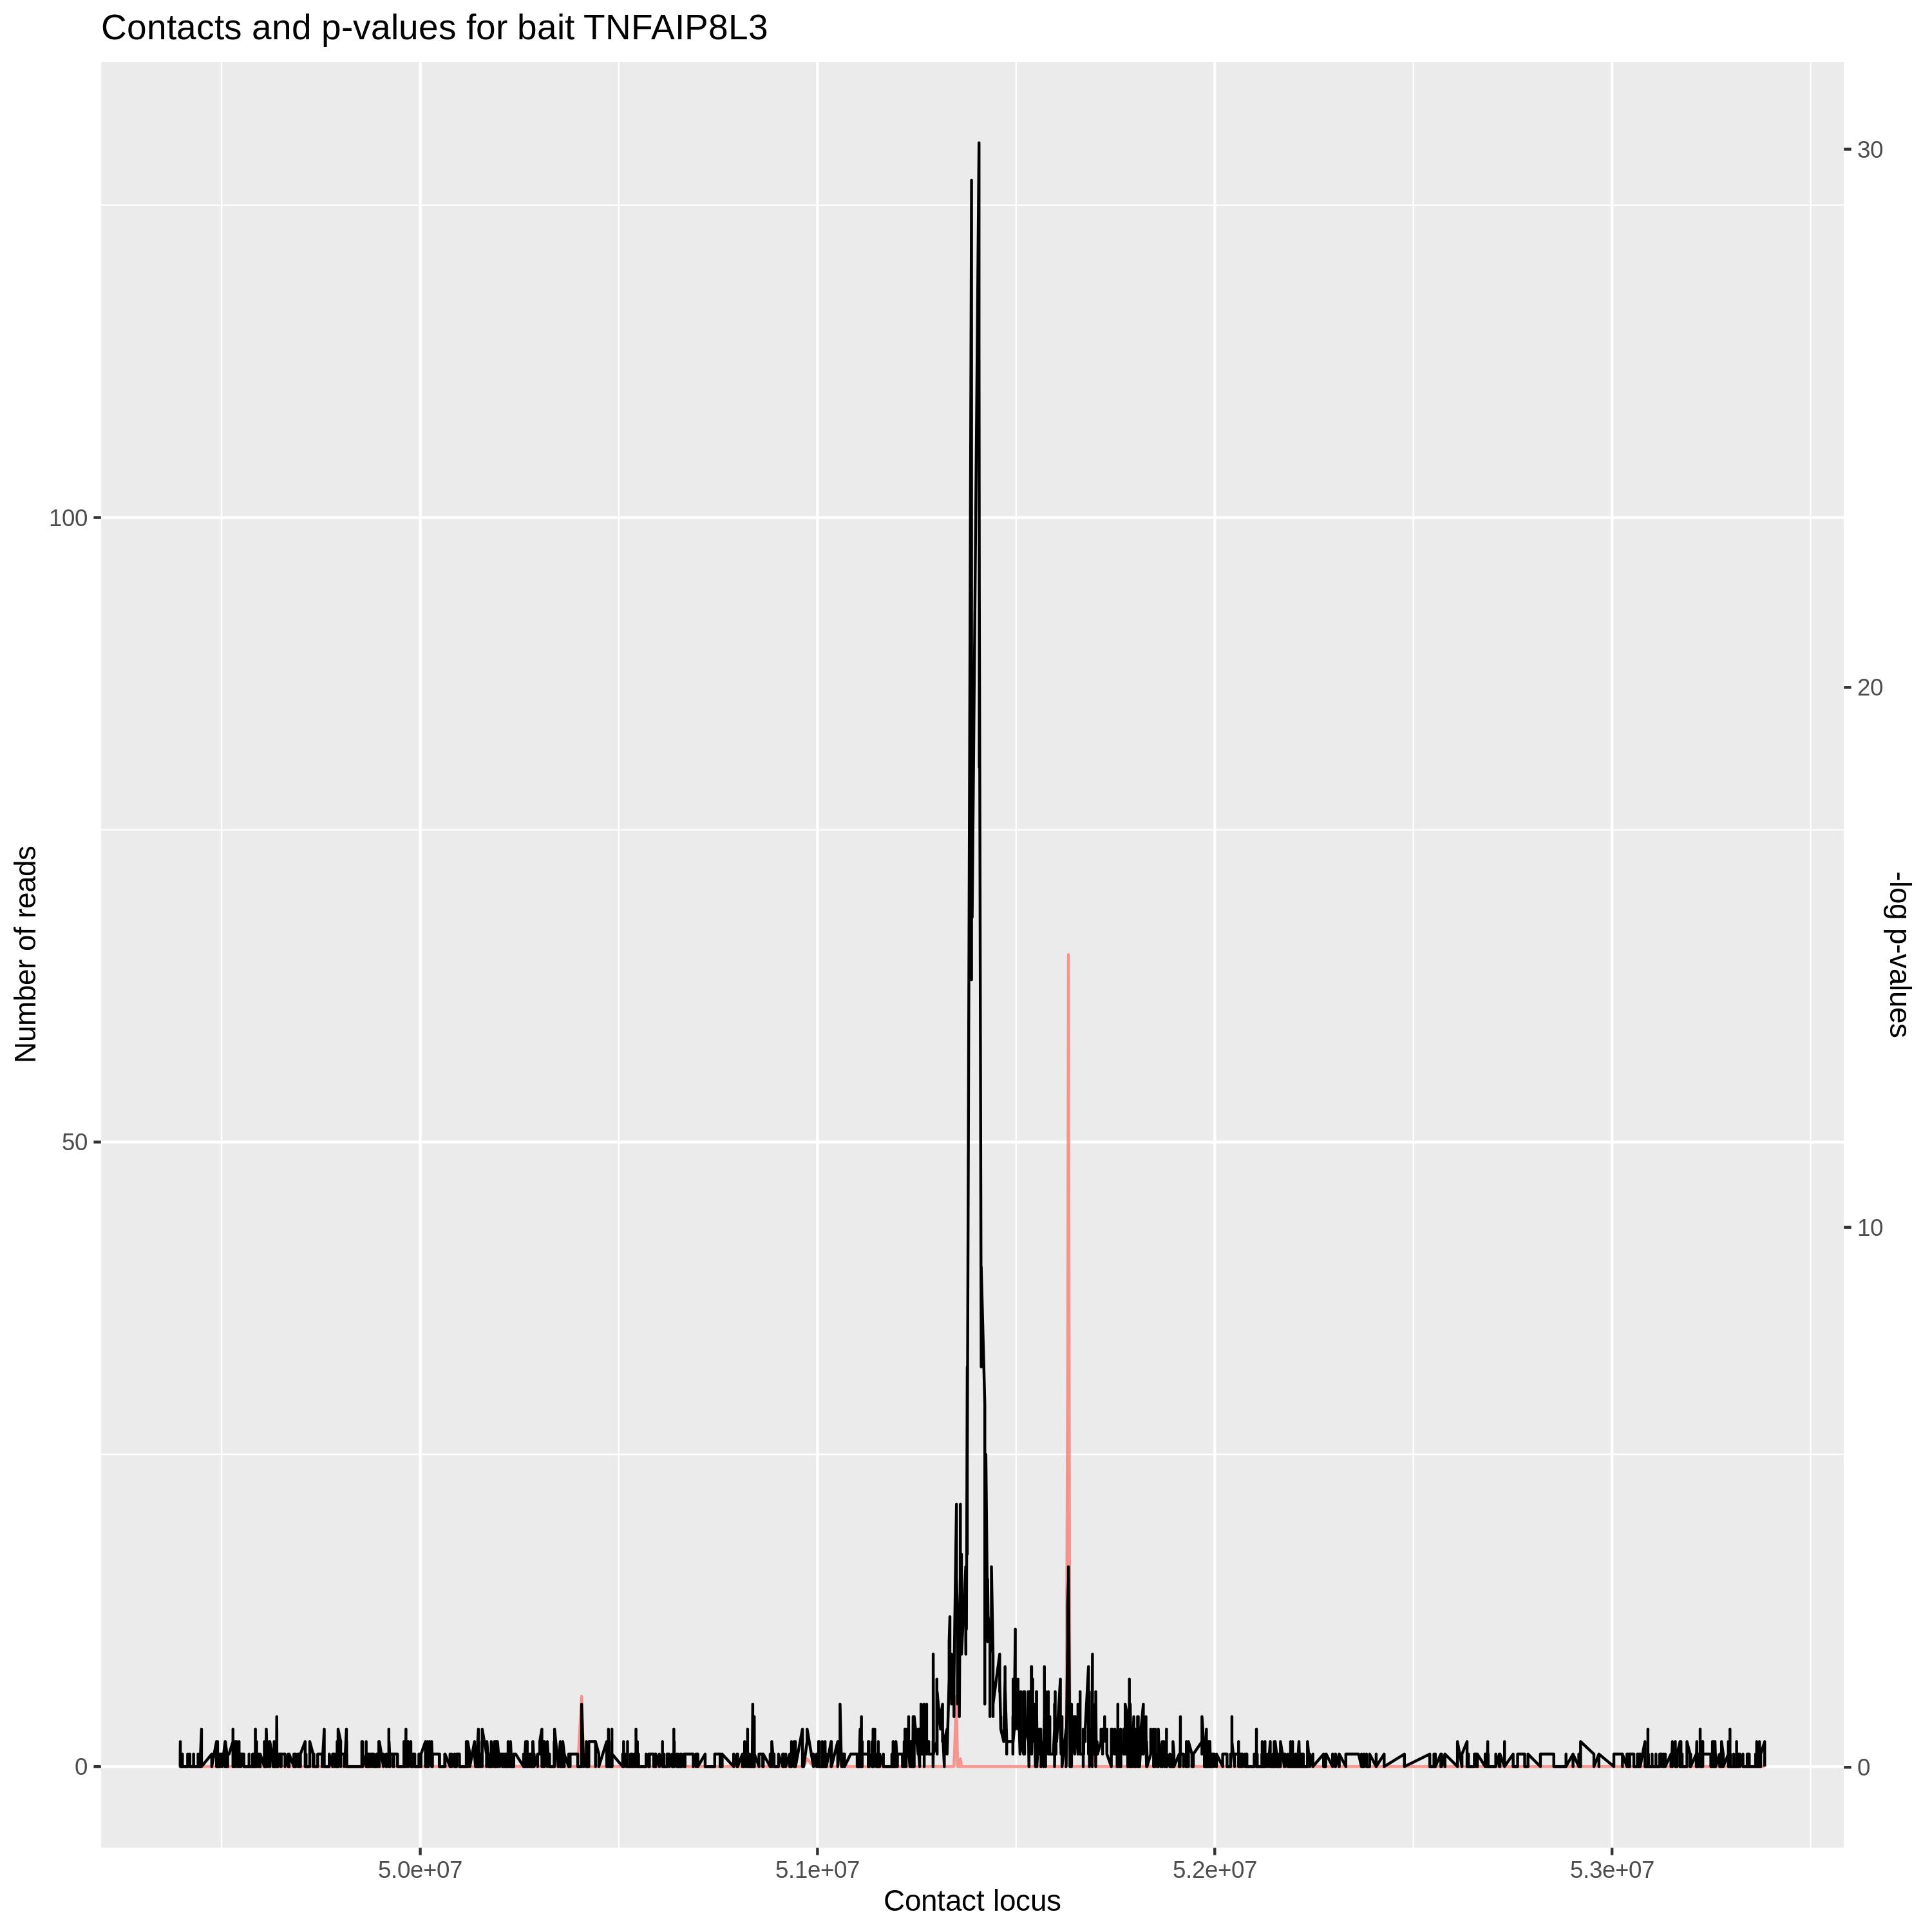 Contacts and p-values for bait TNFAIP8L3
30
100
20
Number of reads
-log p-values
50
10
0
0
5.0e+07
5.1e+07
5.2e+07
5.3e+07
Contact locus